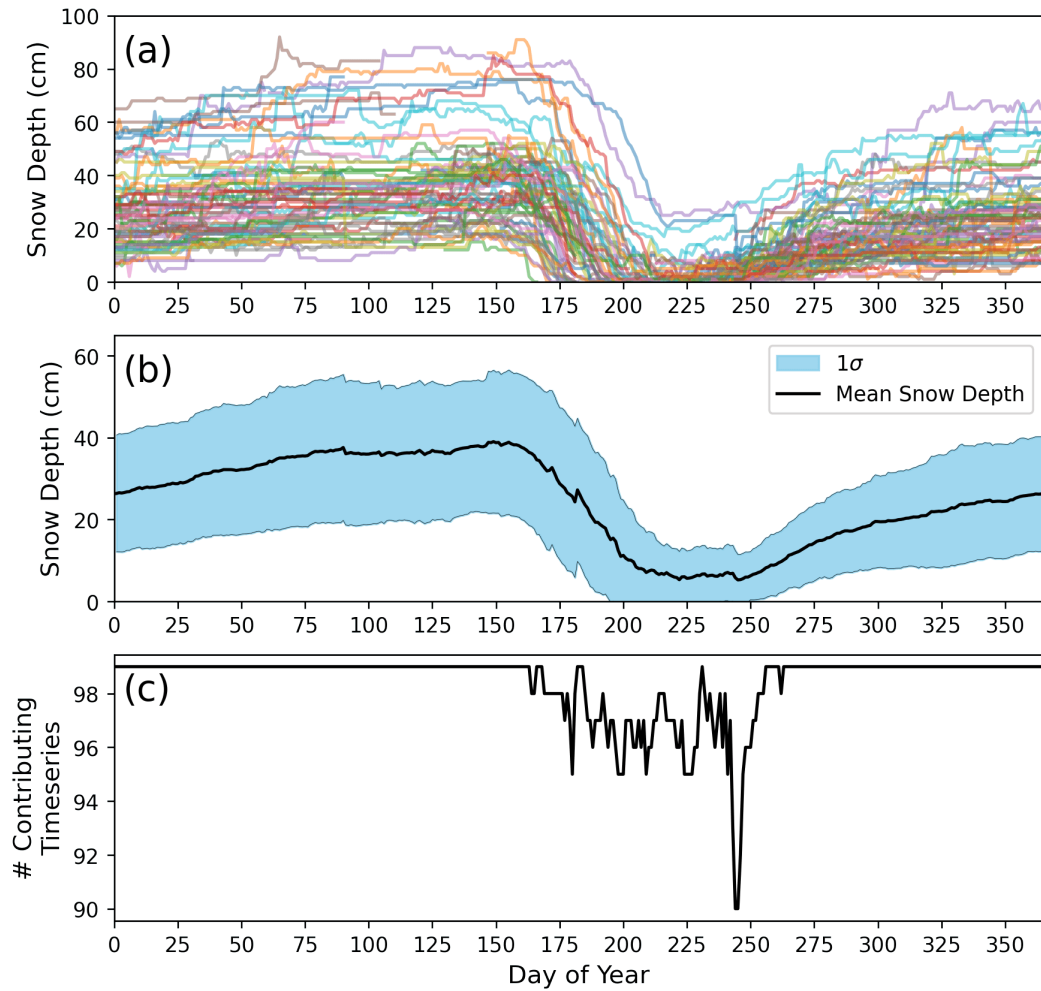 100
80
60
40
20
0
Snow Depth (cm)
(a)
0 25 50 75 100 125 150 175 200 225 250 275 300 325 350
60
40
20
0
Snow Depth (cm)
(b)
1σ
Mean Snow Depth
0 25 50 75 100 125 150 175 200 225 250 275 300 325 350
98
96
94
92
90
# Contributing
Timeseries
(c)
0 25 50 75 100 125 150 175 200 225 250 275 300 325 350
Day of Year